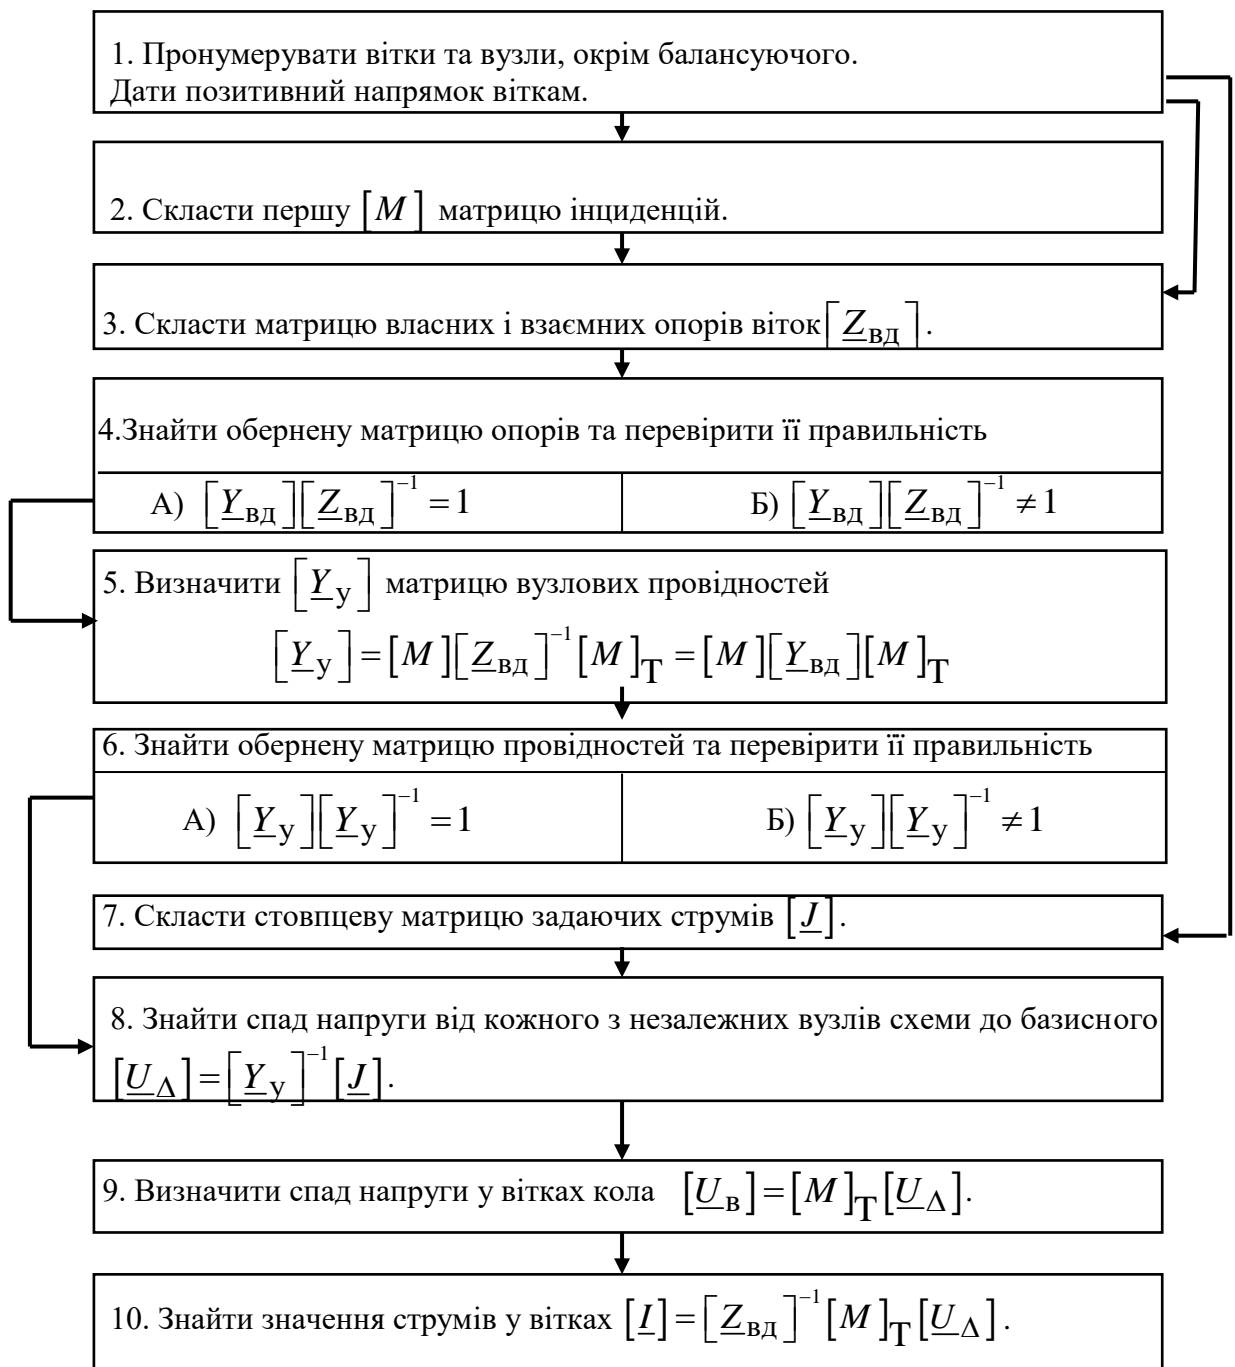 1. Пронумерувати вітки та вузли, окрім балансуючого.
Дати позитивний напрямок віткам.
2. Скласти першу [M] матрицю інциденцій.
3. Скласти матрицю власних і взаємних опорів віток[Z_вд].
4.Знайти обернену матрицю опорів та перевірити її правильність
А) [Y_вд][Z_вд]⁻¹ = 1
Б) [Y_вд][Z_вд]⁻¹ ≠ 1
5. Визначити [Y_у] матрицю вузлових провідностей
[Y_у] = [M][Z_вд]⁻¹[M]_Т = [M][Y_вд][M]_Т
6. Знайти обернену матрицю провідностей та перевірити її правильність
А) [Y_у][Y_у]⁻¹ = 1
Б) [Y_у][Y_у]⁻¹ ≠ 1
7. Скласти стовпцеву матрицю задаючих струмів [J].
8. Знайти спад напруги від кожного з незалежних вузлів схеми до базисного
[U_Δ] = [Y_у]⁻¹[J].
9. Визначити спад напруги у вітках кола [U_в] = [M]_Т[U_Δ].
10. Знайти значення струмів у вітках [I] = [Z_вд]⁻¹[M]_Т[U_Δ].